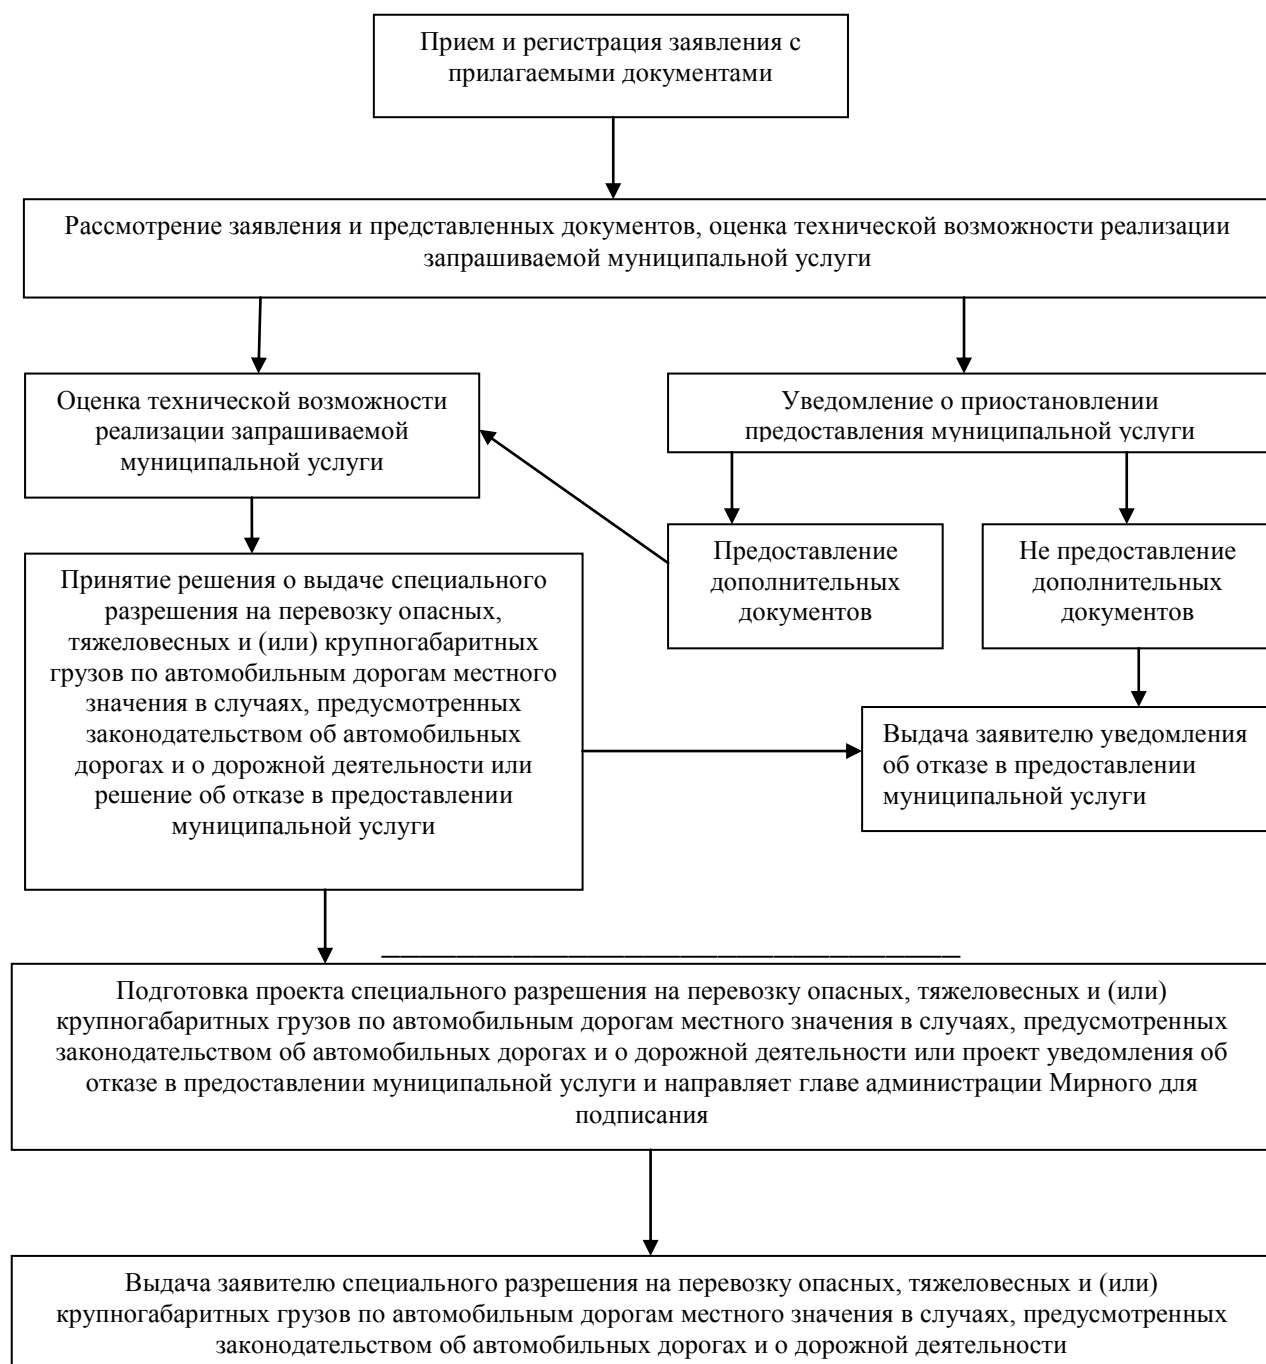 Прием и регистрация заявления с
прилагаемыми документами
Рассмотрение заявления и представленных документов, оценка технической возможности реализации
запрашиваемой муниципальной услуги
Оценка технической возможности
реализации запрашиваемой
муниципальной услуги
Уведомление о приостановлении
предоставления муниципальной услуги
Предоставление
дополнительных
документов
Не предоставление
дополнительных
документов
Принятие решения о выдаче специального
разрешения на перевозку опасных,
тяжеловесных и (или) крупногабаритных
грузов по автомобильным дорогам местного
значения в случаях, предусмотренных
законодательством об автомобильных
дорогах и о дорожной деятельности или
решение об отказе в предоставлении
муниципальной услуги
Выдача заявителю уведомления
об отказе в предоставлении
муниципальной услуги
Подготовка проекта специального разрешения на перевозку опасных, тяжеловесных и (или)
крупногабаритных грузов по автомобильным дорогам местного значения в случаях, предусмотренных
законодательством об автомобильных дорогах и о дорожной деятельности или проект уведомления об
отказе в предоставлении муниципальной услуги и направляет главе администрации Мирного для
подписания
Выдача заявителю специального разрешения на перевозку опасных, тяжеловесных и (или)
крупногабаритных грузов по автомобильным дорогам местного значения в случаях, предусмотренных
законодательством об автомобильных дорогах и о дорожной деятельности